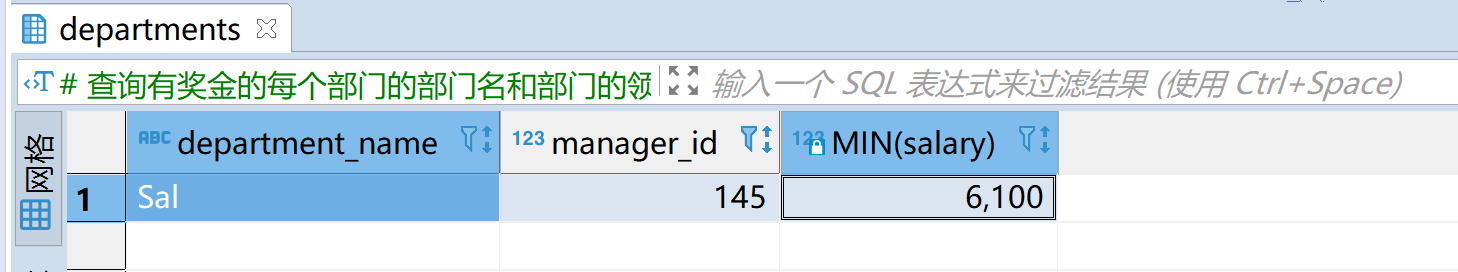 departments
# 查询有奖金的每个部门的部门名和部门的领
输入一个 SQL 表达式来过滤结果 (使用 Ctrl+Space)
网格
ABC department_name 123 manager_id 123 MIN(salary)
1 Sal 145 6,100